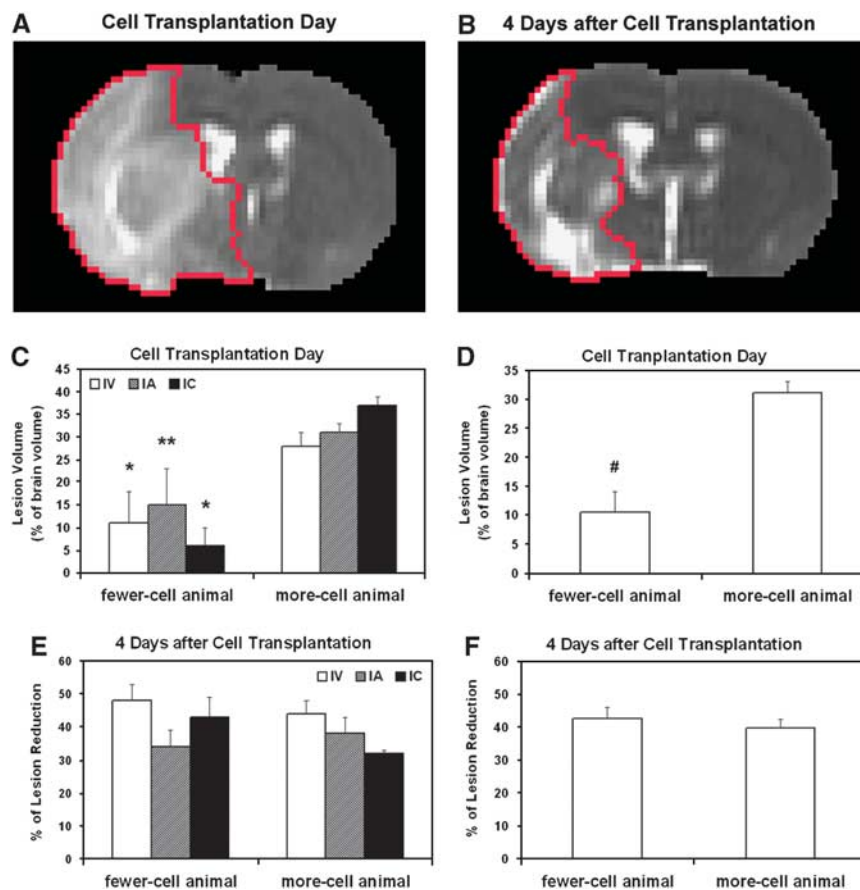 A Cell Transplantation Day
B 4 Days after Cell Transplantation
C Cell Transplantation Day
Lesion Volume
(% of brain volume)
45
40
35
30
25
20
15
10
5
0
IV IA IC
*
**
*
fewer-cell animal more-cell animal
D Cell Tranplantation Day
Lesion Volume
(% of brain volume)
35
30
25
20
15
10
5
0
#
fewer-cell animal more-cell animal
E 4 Days after Cell Transplantation
% of Lesion Reduction
60
50
40
30
20
10
0
IV IA IC
fewer-cell animal more-cell animal
F 4 Days after Cell Transplantation
% of Lesion Reduction
60
50
40
30
20
10
0
fewer-cell animal more-cell animal